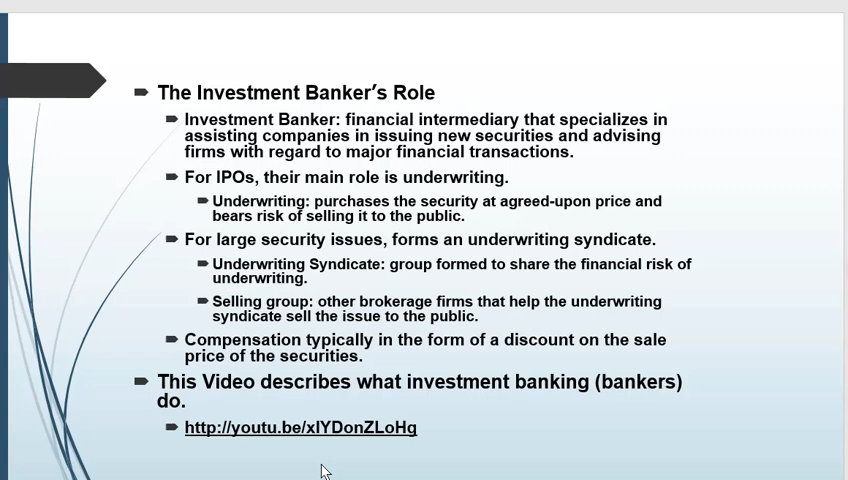 The Investment Banker's Role
Investment Banker: financial intermediary that specializes in
assisting companies in issuing new securities and advising
firms with regard to major financial transactions.
For IPOs, their main role is underwriting.
Underwriting: purchases the security at agreed-upon price and
bears risk of selling it to the public.
For large security issues, forms an underwriting syndicate.
Underwriting Syndicate: group formed to share the financial risk of
underwriting.
Selling group: other brokerage firms that help the underwriting
syndicate sell the issue to the public.
Compensation typically in the form of a discount on the sale
price of the securities.
This Video describes what investment banking (bankers)
do.
http://youtu.be/xIYDonZLoHg